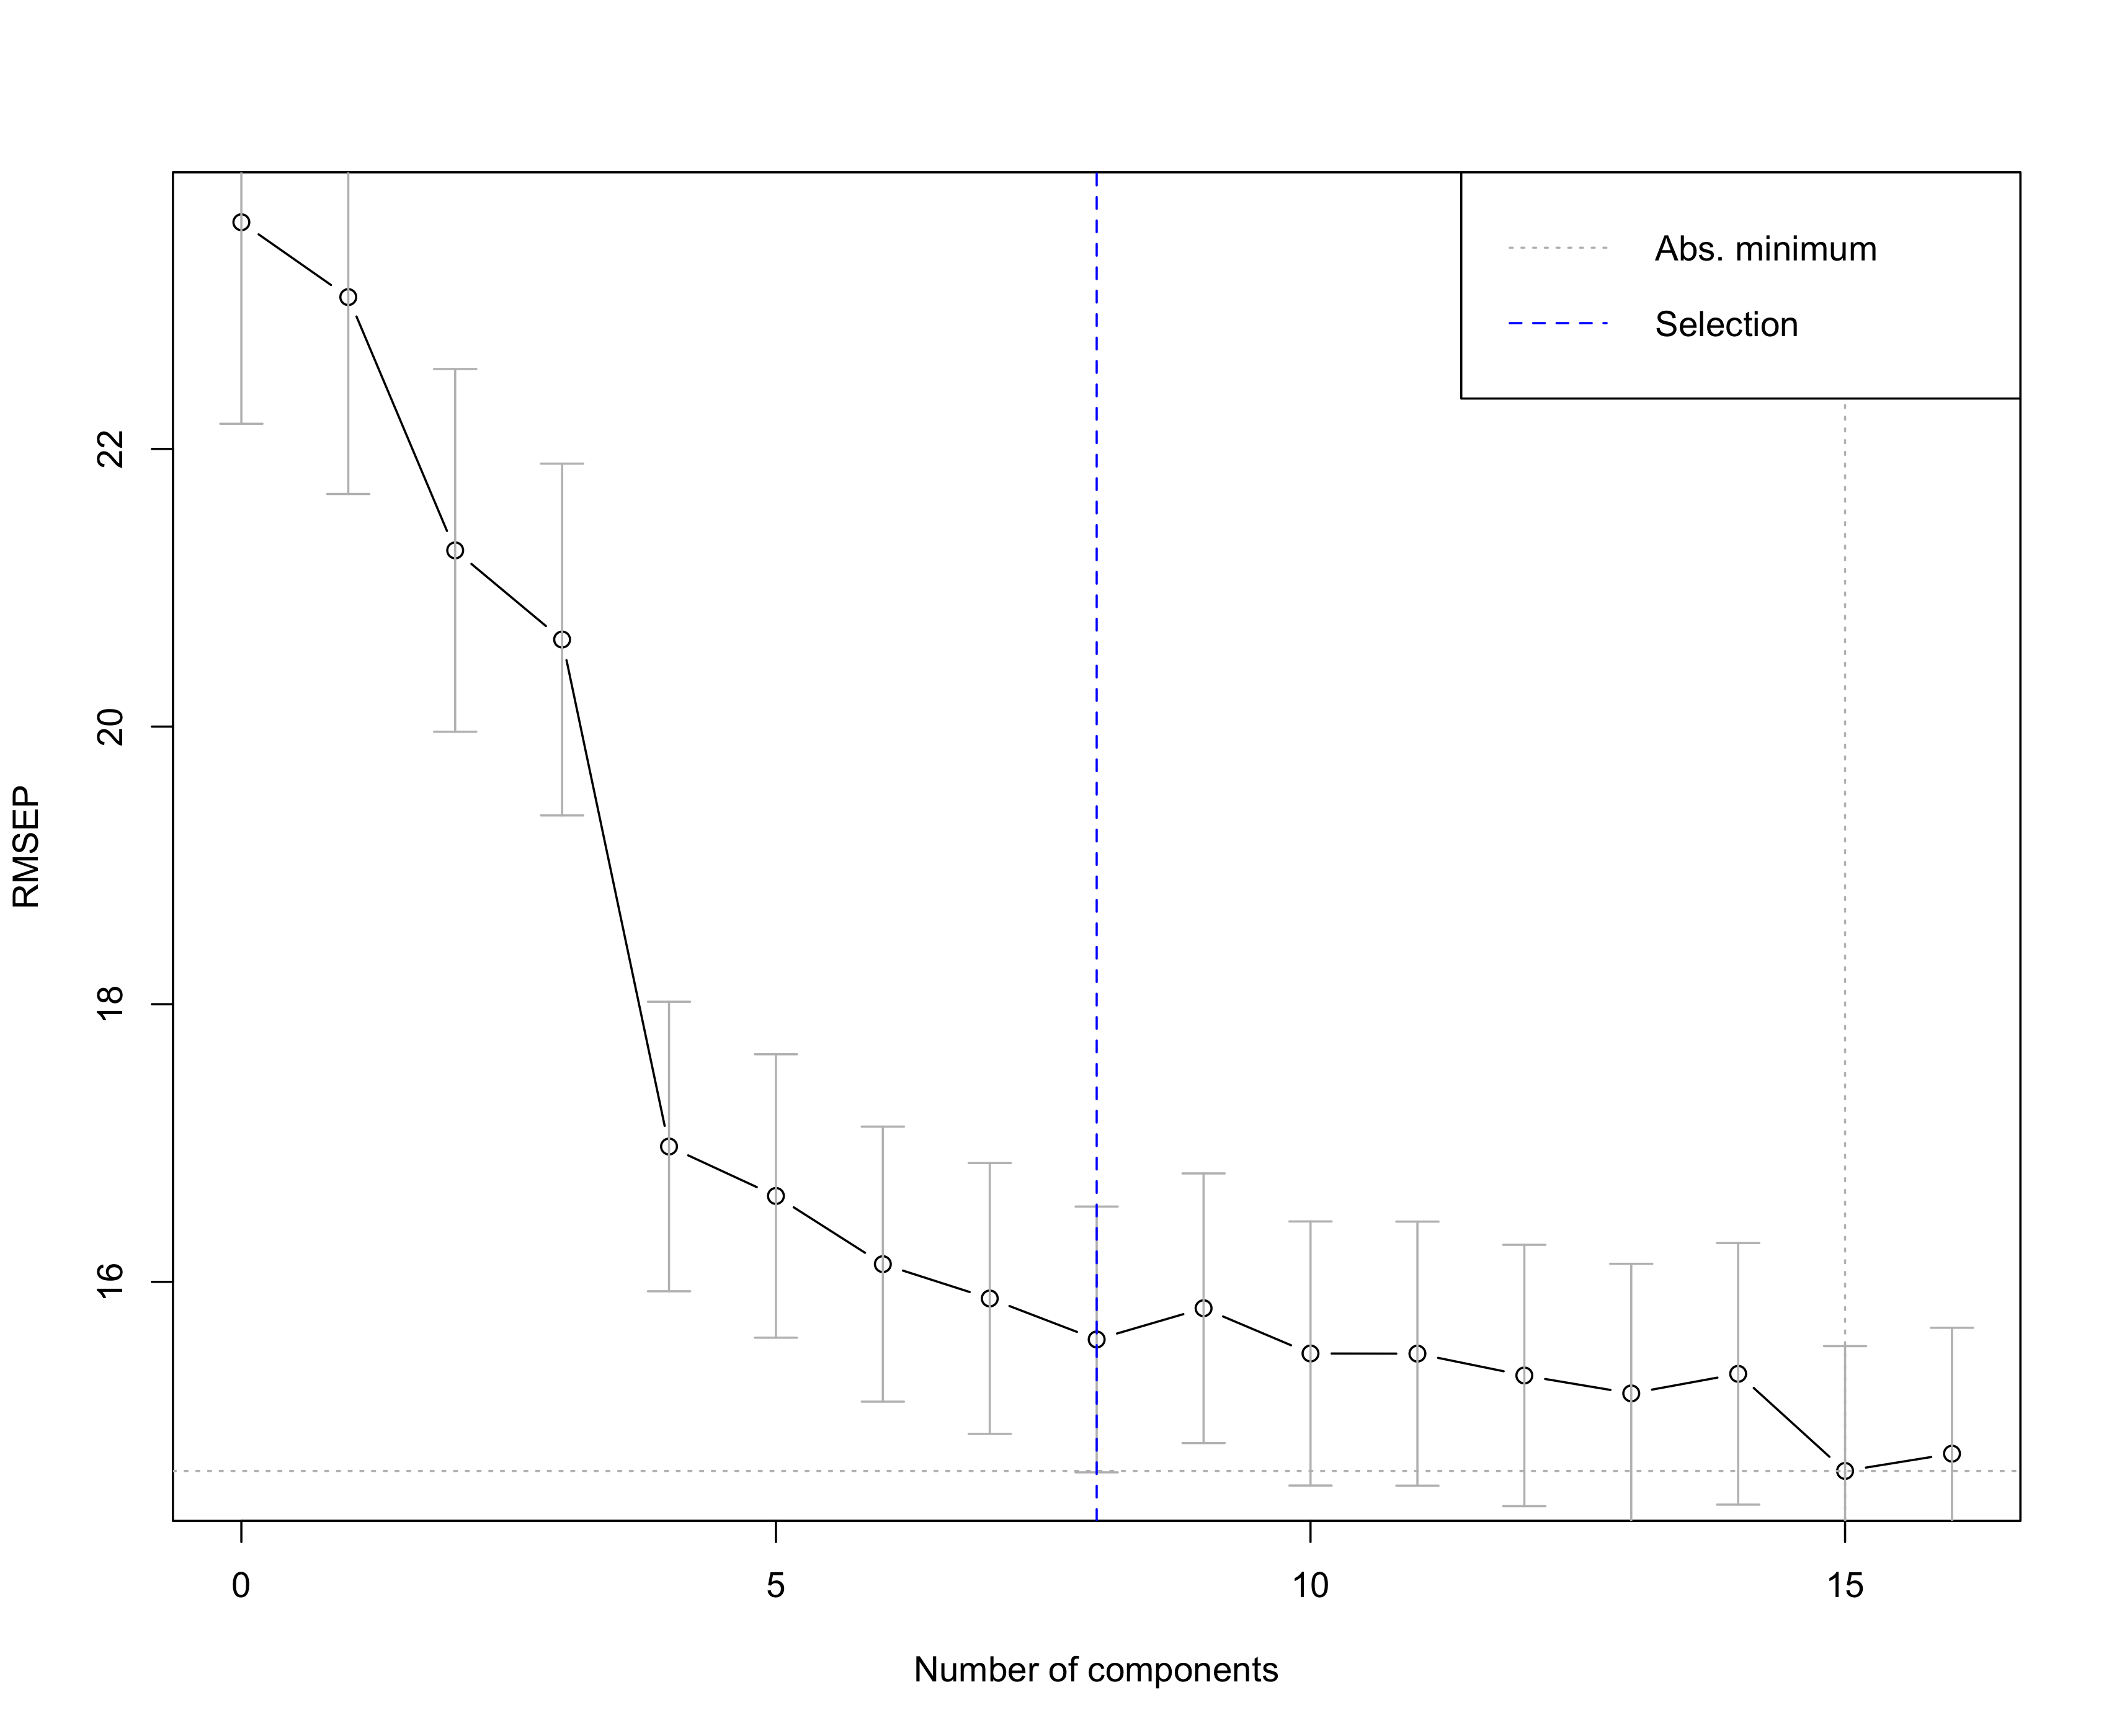 Abs. minimum
Selection
RMSEP
22
20
18
16
0 5 10 15
Number of components